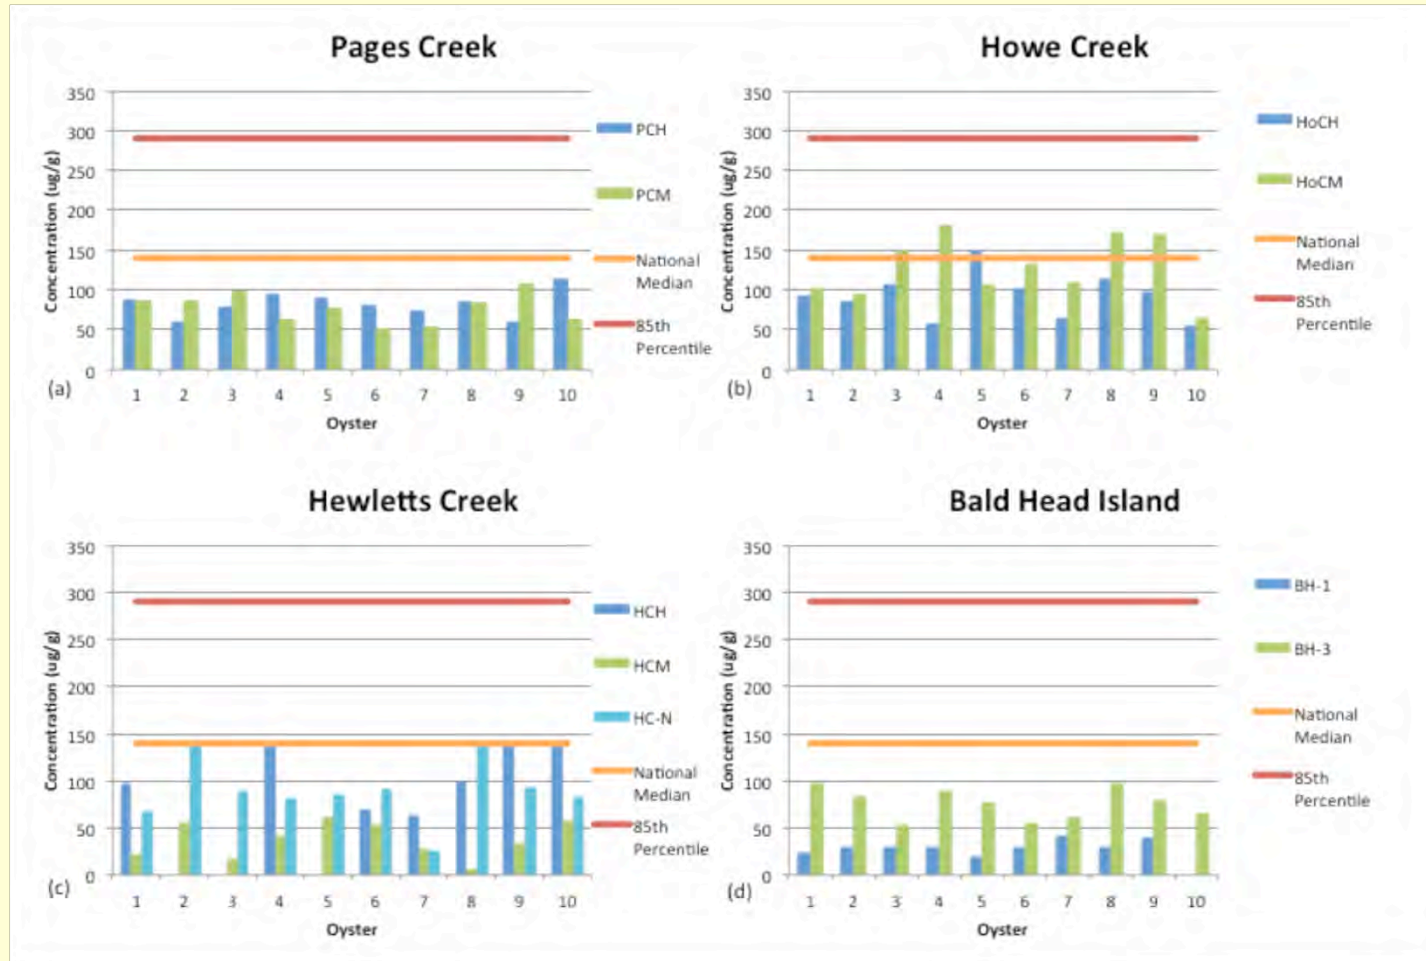 Pages Creek
350
300
250
200
150
100
50
0
Concentration (ug/g)
1 2 3 4 5 6 7 8 9 10
Oyster
(a)
PCH
PCM
National
Median
85th
Percentile
Howe Creek
350
300
250
200
150
100
50
0
Concentration (ug/g)
1 2 3 4 5 6 7 8 9 10
Oyster
(b)
HoCH
HoCM
National
Median
85th
Percentile
Hewletts Creek
350
300
250
200
150
100
50
0
Concentration (ug/g)
1 2 3 4 5 6 7 8 9 10
Oyster
(c)
HCH
HCM
HC-N
National
Median
85th
Percentile
Bald Head Island
350
300
250
200
150
100
50
0
Concentration (ug/g)
1 2 3 4 5 6 7 8 9 10
Oyster
(d)
BH-1
BH-3
National
Median
85th
Percentile